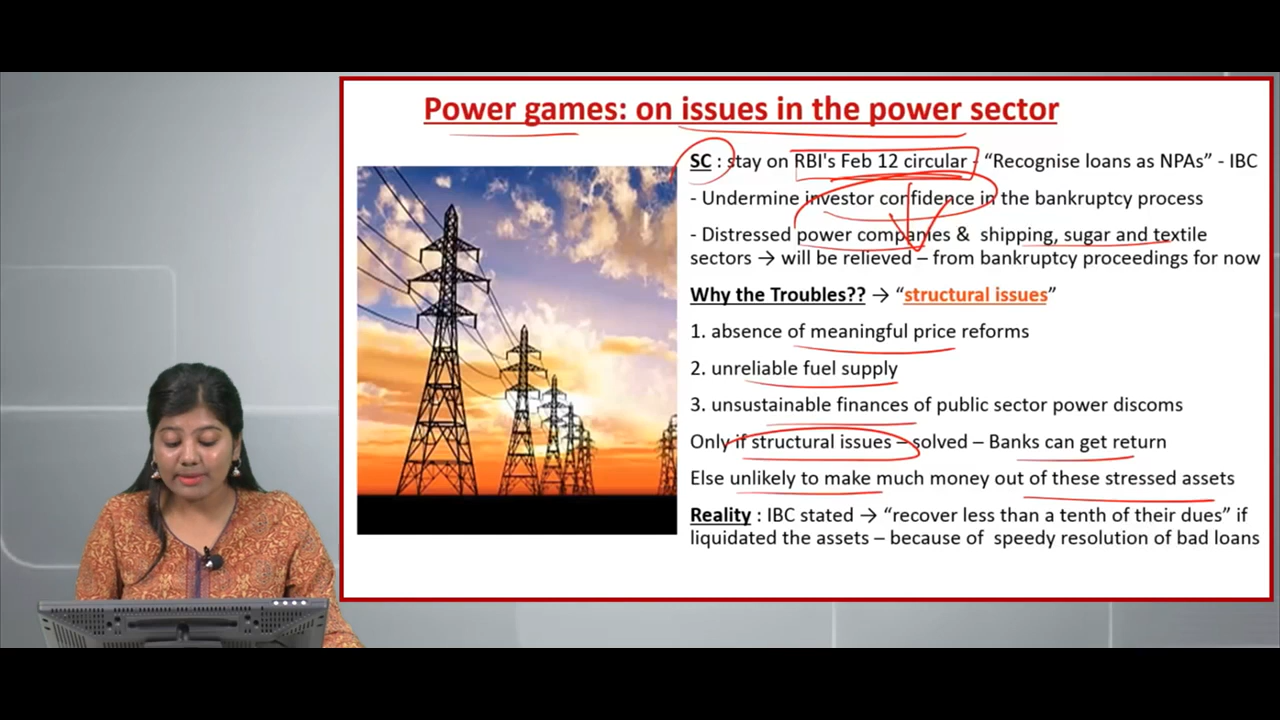 Power games: on issues in the power sector
SC : stay on RBI's Feb 12 circular - “Recognise loans as NPAs” - IBC
- Undermine investor confidence in the bankruptcy process
- Distressed power companies & shipping, sugar and textile
sectors → will be relieved – from bankruptcy proceedings for now
Why the Troubles?? → “structural issues”
1. absence of meaningful price reforms
2. unreliable fuel supply
3. unsustainable finances of public sector power discoms
Only if structural issues – solved – Banks can get return
Else unlikely to make much money out of these stressed assets
Reality : IBC stated → “recover less than a tenth of their dues” if
liquidated the assets – because of speedy resolution of bad loans